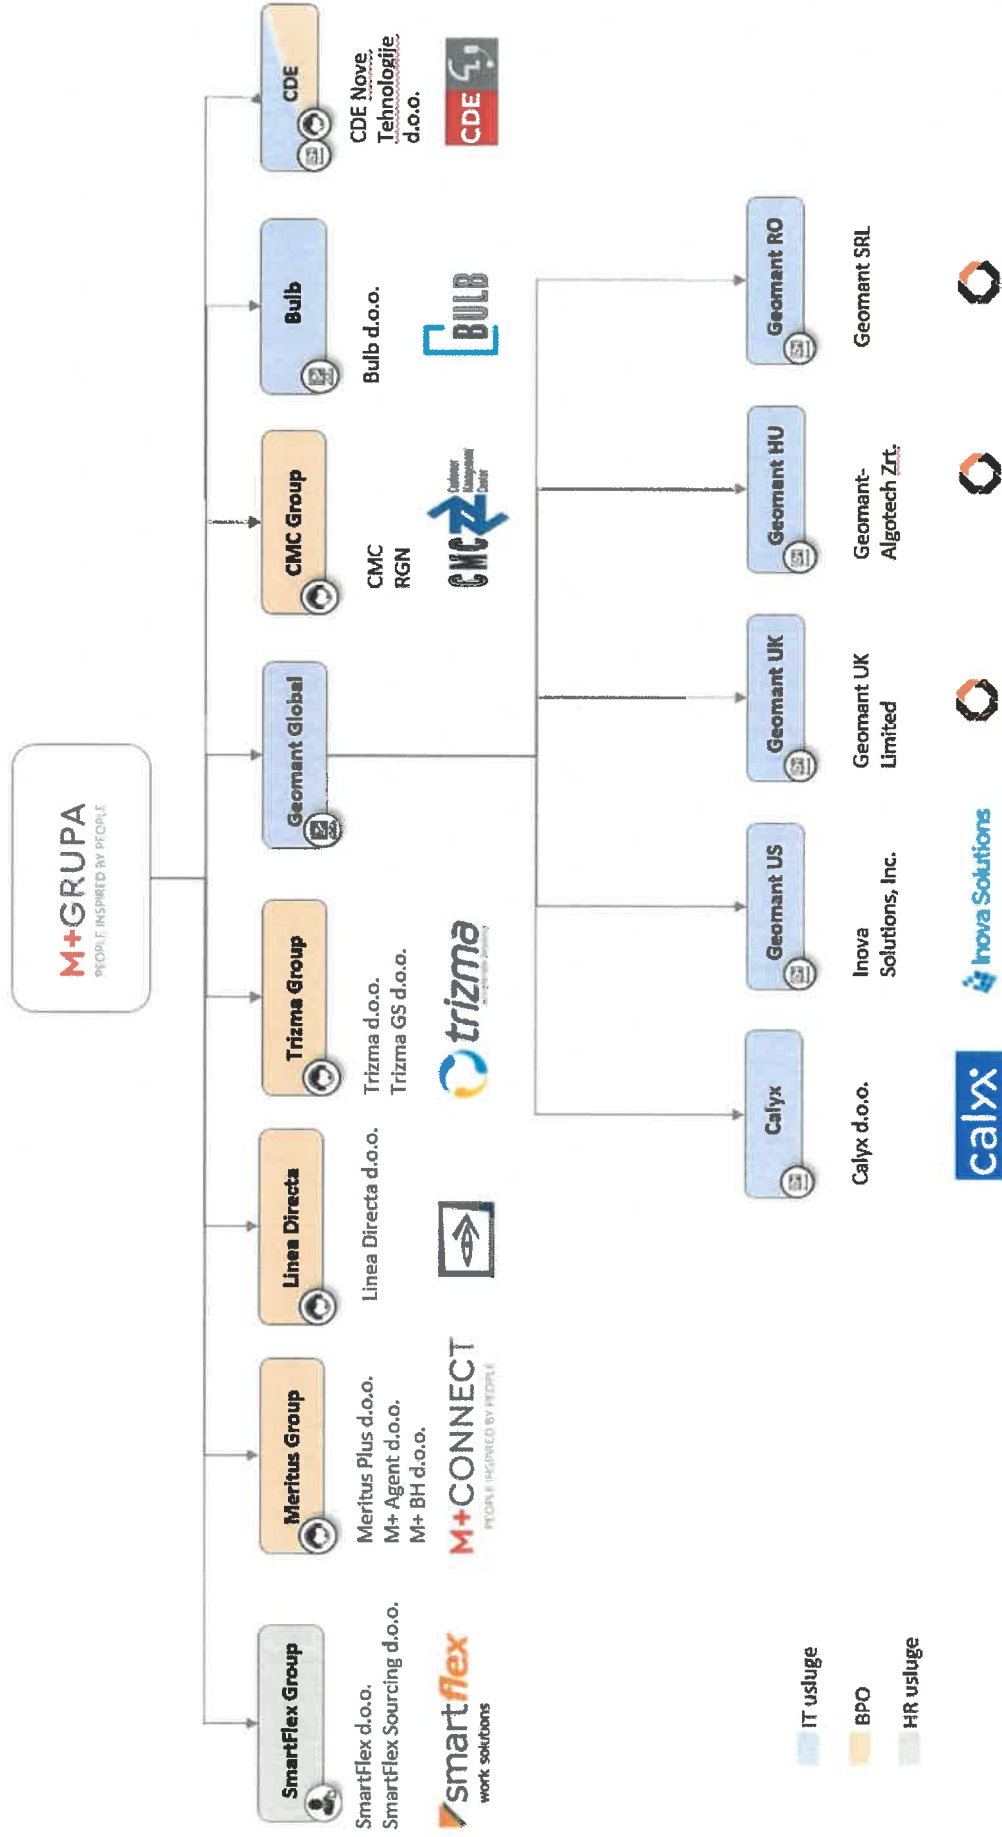 M+GRUPA
PEOPLE INSPIRED BY PEOPLE
SmartFlex Group
SmartFlex d.o.o.
SmartFlex Sourcing d.o.o.
smartflex
work solutions
Meritus Group
Meritus Plus d.o.o.
M+ Agent d.o.o.
M+ BH d.o.o.
M+CONNECT
PEOPLE INSPIRED BY PEOPLE
Linea Directa
Linea Directa d.o.o.
Trizma Group
Trizma d.o.o.
Trizma GS d.o.o.
trizma
Geomant Global
CMC Group
CMC
RGN
CMC
Customer
Management
Center
Bulb
Bulb d.o.o.
BULB
CDE
CDE Nove
Tehnologije
d.o.o.
CDE
Calyx
Calyx d.o.o.
calyx
Geomant US
Inova
Solutions, Inc.
Inova Solutions
Geomant UK
Geomant UK
Limited
Geomant HU
Geomant-
Algotech Zrt.
Geomant RO
Geomant SRL
IT usluge
BPO
HR usluge